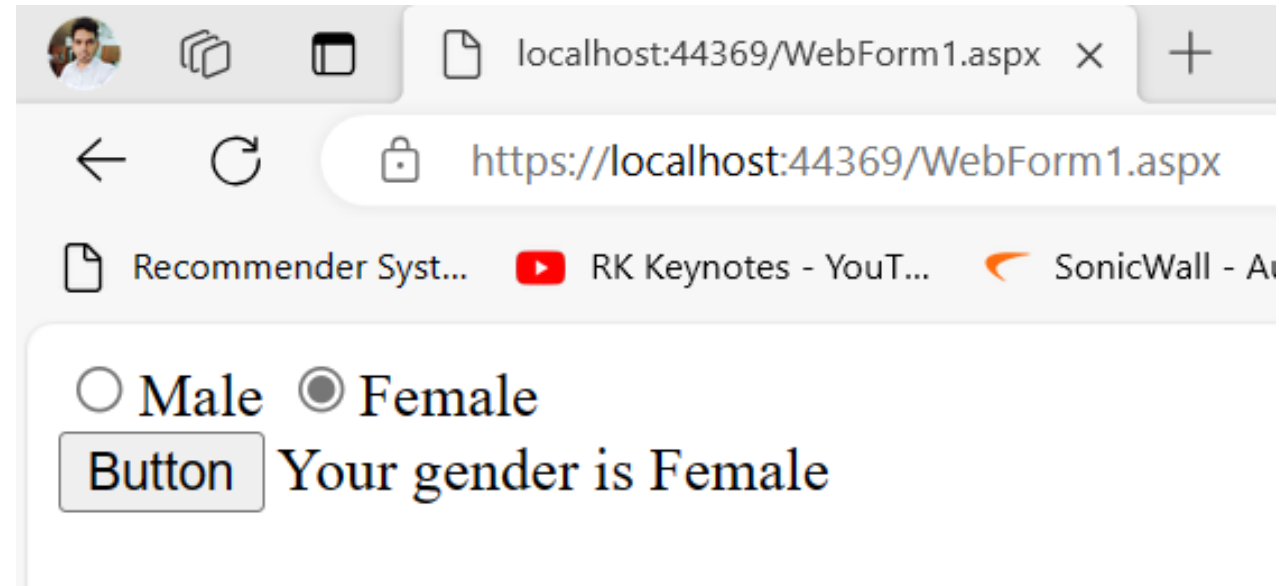 localhost:44369/WebForm1.aspx
https://localhost:44369/WebForm1.aspx
Recommender Syst... RK Keynotes - YouT... SonicWall - Au
Male Female
Button Your gender is Female